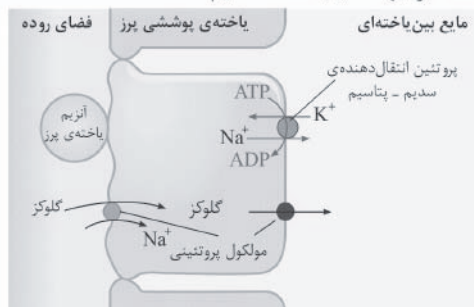 مایع بین‌یاخته‌ای
یاخته‌ی پوششی پرز
فضای روده
پروتئین انتقال‌دهنده‌ی
سدیم ـ پتاسیم
ATP
K⁺
Na⁺
ADP
آنزیم
یاخته‌ی پرز
گلوکز
گلوکز
Na⁺
مولکول پروتئینی